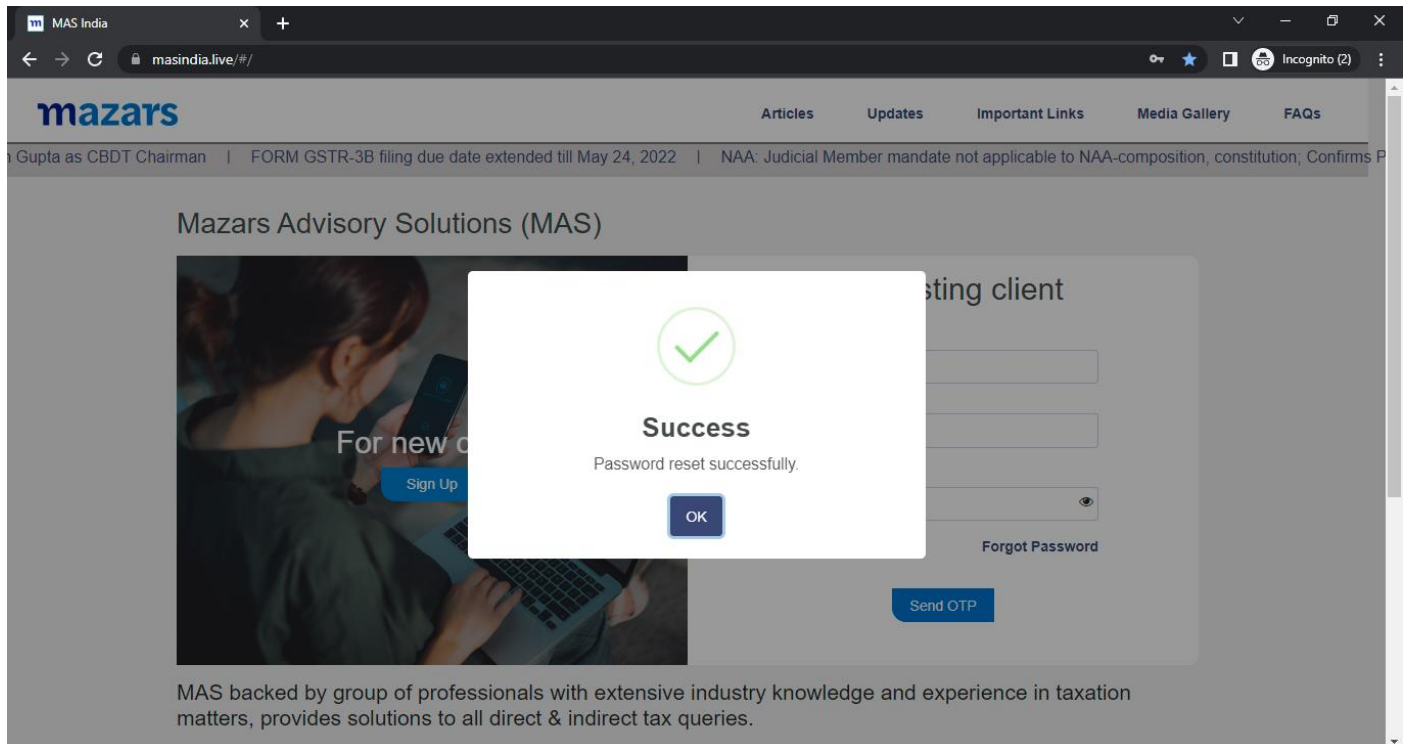 MAS India
masindia.live/#/
Incognito (2)
mazars
Articles Updates Important Links Media Gallery FAQs
Gupta as CBDT Chairman | FORM GSTR-3B filing due date extended till May 24, 2022 | NAA: Judicial Member mandate not applicable to NAA-composition, constitution; Confirms P
Mazars Advisory Solutions (MAS)
For new c
Sign Up
sting client
Success
Password reset successfully.
OK
Forgot Password
Send OTP
MAS backed by group of professionals with extensive industry knowledge and experience in taxation
matters, provides solutions to all direct & indirect tax queries.